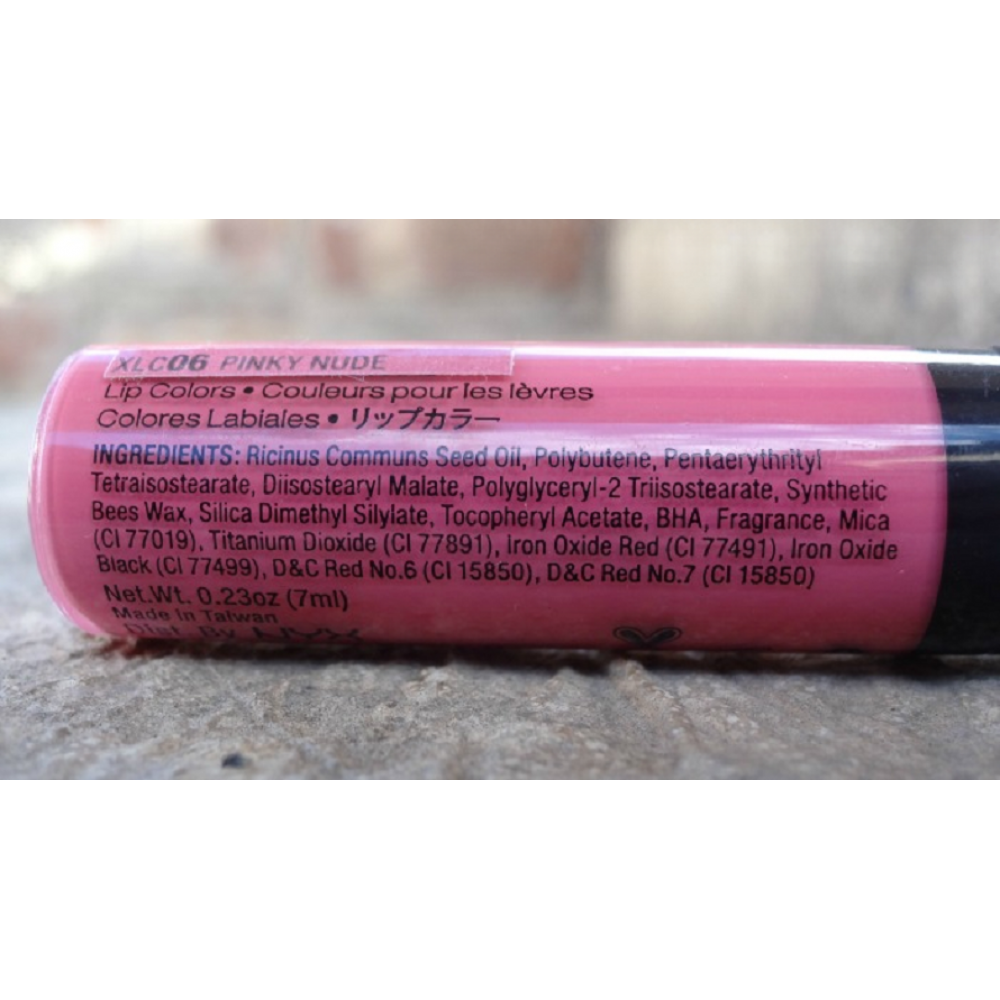 XLC06 PINKY NUDE
Lip Colors • Couleurs pour les lèvres
Colores Labiales • リップカラー
INGREDIENTS: Ricinus Communs Seed Oil, Polybutene, Pentaerythrityl
Tetraisostearate, Diisostearyl Malate, Polyglyceryl-2 Triisostearate, Synthetic
Bees Wax, Silica Dimethyl Silylate, Tocopheryl Acetate, BHA, Fragrance, Mica
(CI 77019), Titanium Dioxide (CI 77891), Iron Oxide Red (CI 77491), Iron Oxide
Black (CI 77499), D&C Red No.6 (CI 15850), D&C Red No.7 (CI 15850)
Net.Wt. 0.23oz (7ml)
Made in Taiwan
Dist. By NYX